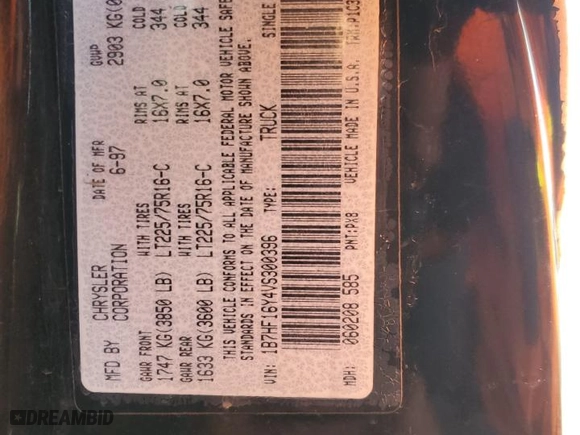 MFD BY CHRYSLER CORPORATION DATE OF MFR 6-97 GVWP 2903 KG(
GAWR FRONT WITH TIRES RIMS AT COLD
1747 KG(3850 LB) LT225/75R16-C 16X7.0 344
GAWR REAR WITH TIRES RIMS AT COLD
1633 KG(3600 LB) LT225/75R16-C 16X7.0 344
THIS VEHICLE CONFORMS TO ALL APPLICABLE FEDERAL MOTOR VEHICLE SAFE
STANDARDS IN EFFECT ON THE DATE OF MANUFACTURE SHOWN ABOVE.
VIN: 1B7HF16Y4VS300396 TYPE: TRUCK SINGLE
MDH: 060208 585 PNT:PX8 VEHICLE MADE IN U.S.A.
DREAMBID